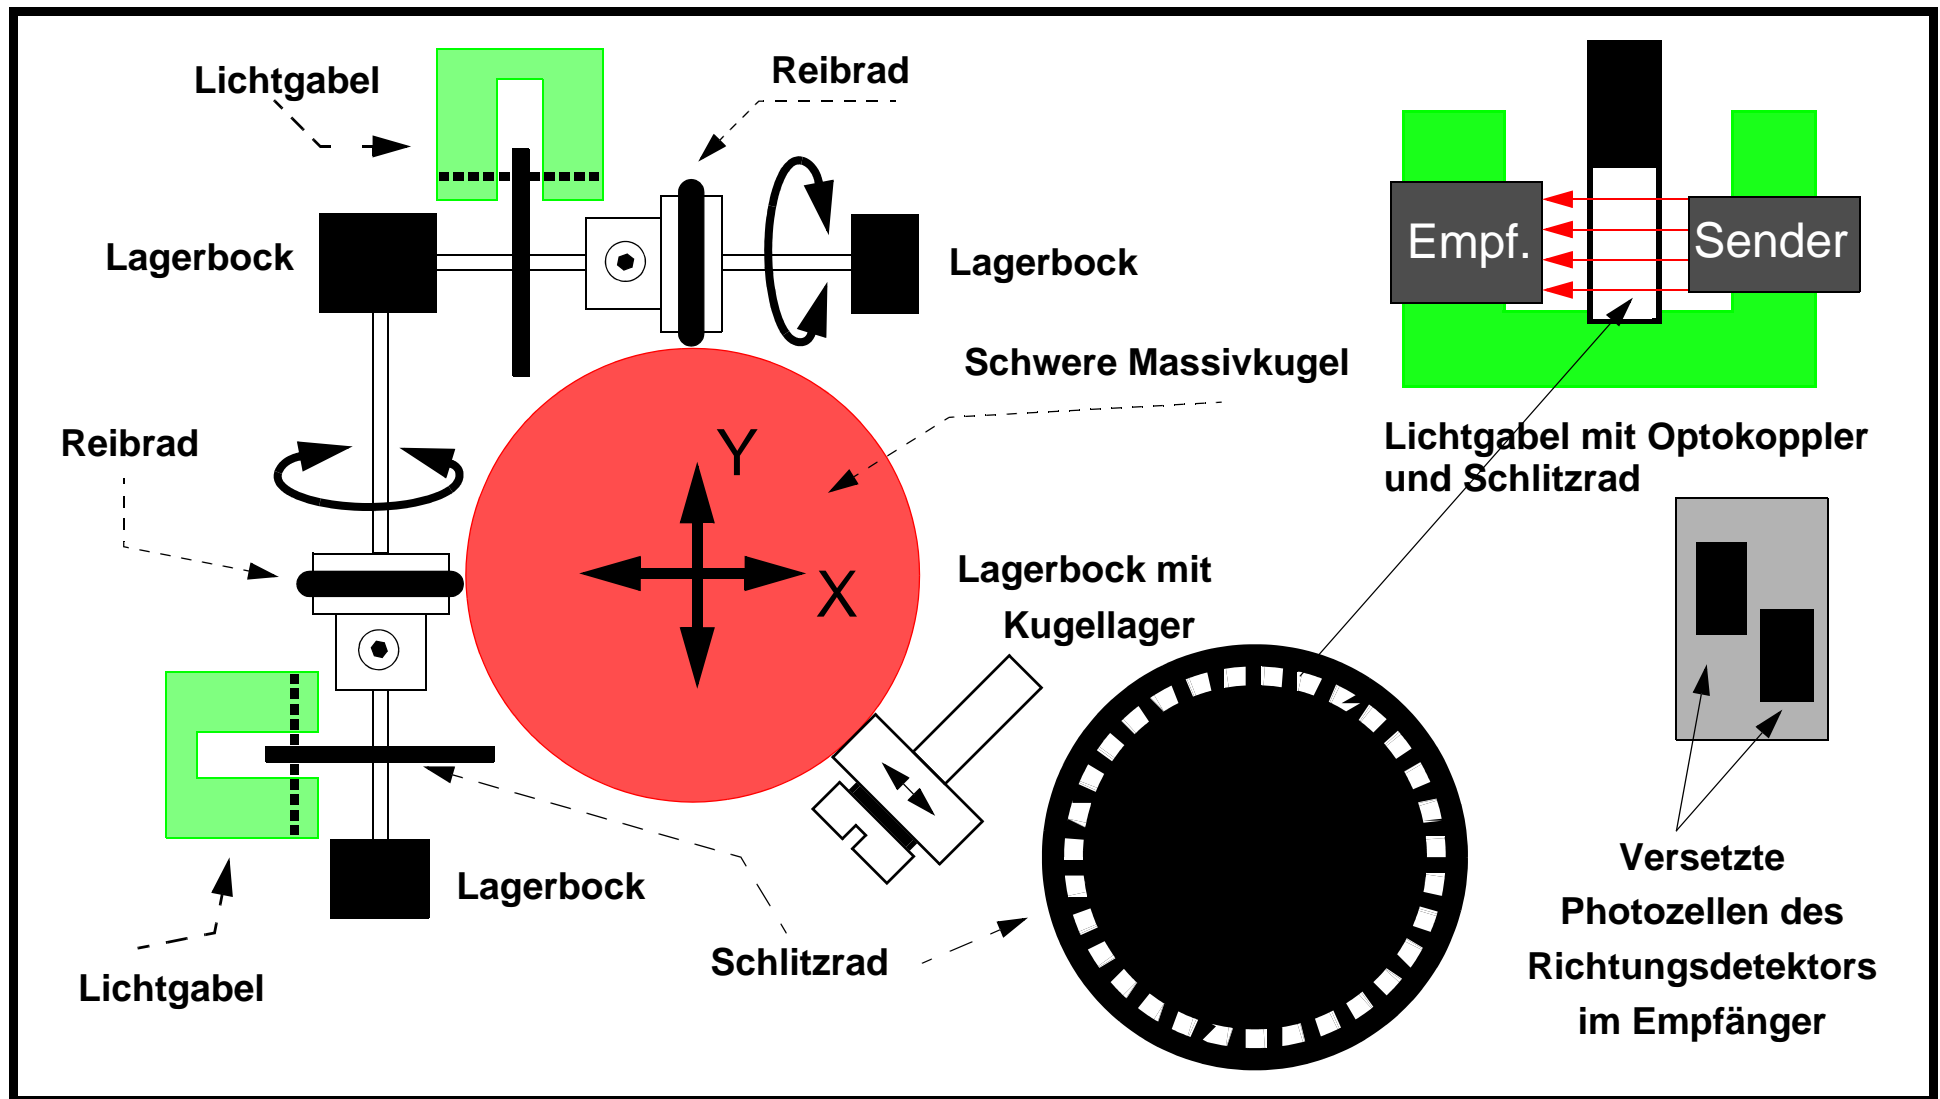 Lichtgabel
Reibrad
Lagerbock
Lagerbock
Empf.
Sender
Schwere Massivkugel
Reibrad
Y
X
Lichtgabel mit Optokoppler
und Schlitzrad
Lagerbock mit
Kugellager
Lagerbock
Schlitzrad
Lichtgabel
Versetzte
Photozellen des
Richtungsdetektors
im Empfänger